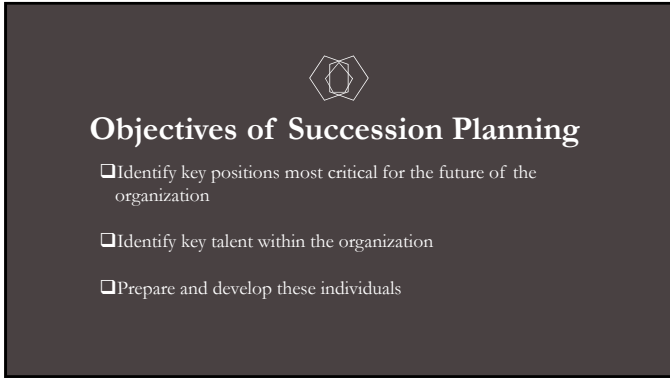 Objectives of Succession Planning
❑Identify key positions most critical for the future of the
organization
❑Identify key talent within the organization
❑Prepare and develop these individuals